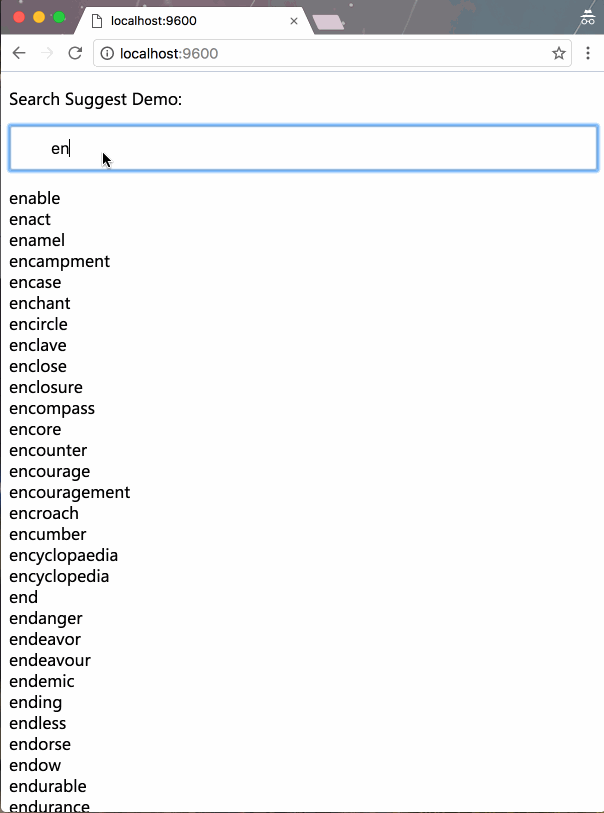 localhost:9600
localhost:9600
Search Suggest Demo:
en
enable
enact
enamel
encampment
encase
enchant
encircle
enclave
enclose
enclosure
encompass
encore
encounter
encourage
encouragement
encroach
encumber
encyclopaedia
encyclopedia
end
endanger
endeavor
endeavour
endemic
ending
endless
endorse
endow
endurable
endurance